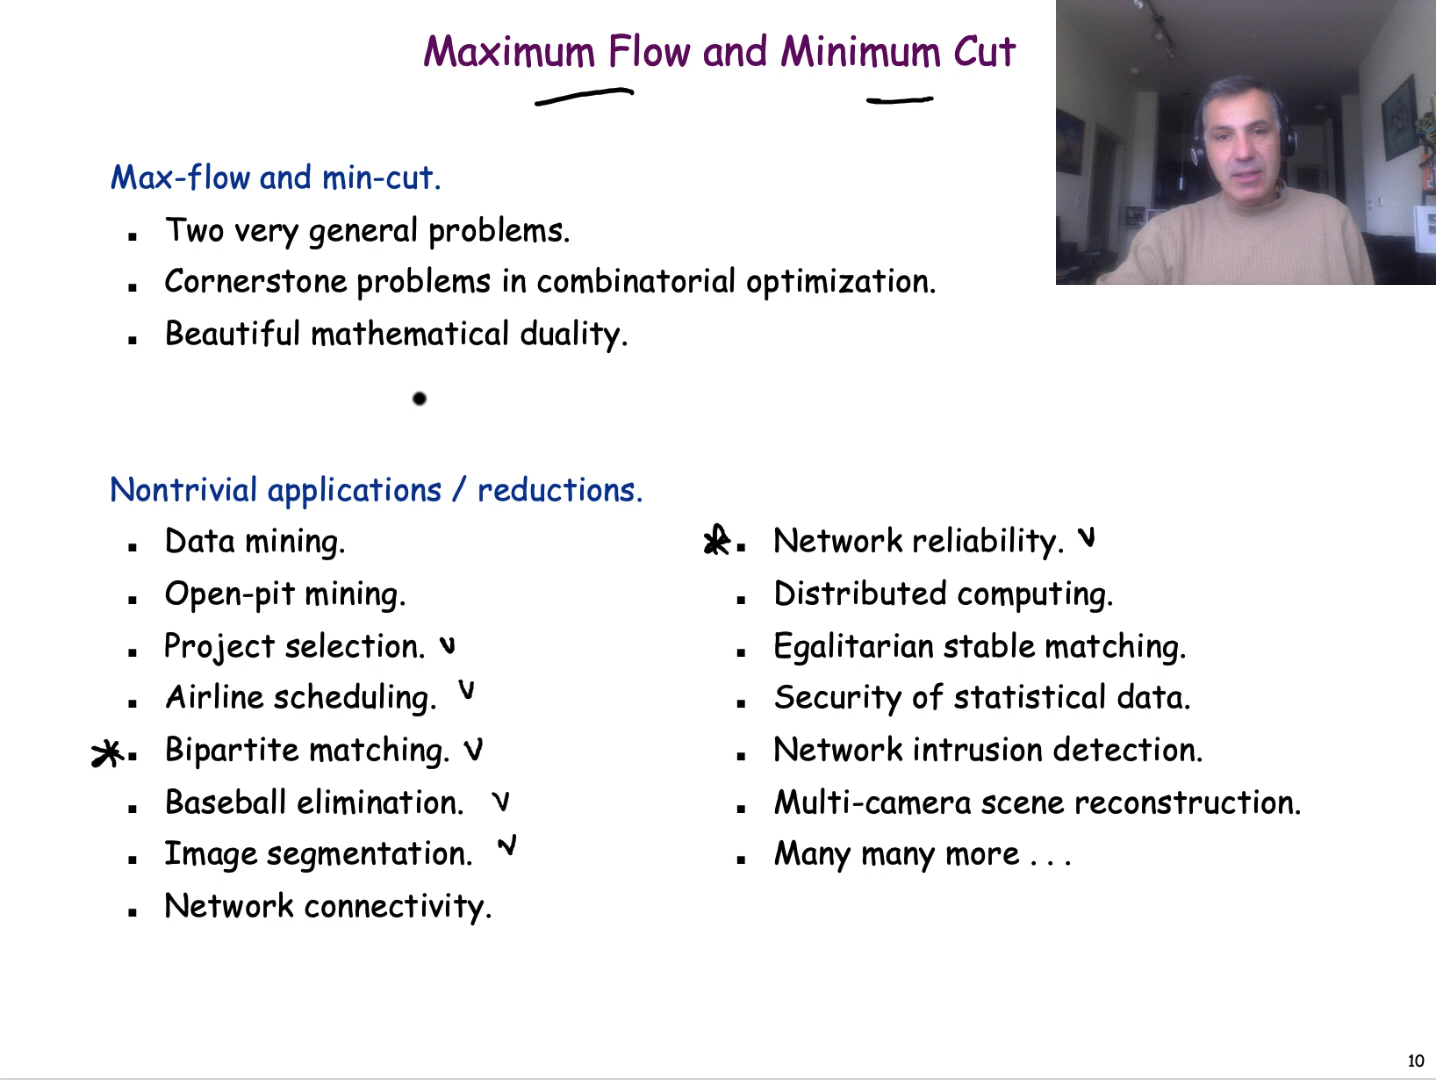 Maximum Flow and Minimum Cut
Max-flow and min-cut.
▪ Two very general problems.
▪ Cornerstone problems in combinatorial optimization.
▪ Beautiful mathematical duality.
Nontrivial applications / reductions.
▪ Data mining.
▪ Open-pit mining.
▪ Project selection. v
▪ Airline scheduling. v
* ▪ Bipartite matching. v
▪ Baseball elimination. v
▪ Image segmentation. v
▪ Network connectivity.
* ▪ Network reliability. v
▪ Distributed computing.
▪ Egalitarian stable matching.
▪ Security of statistical data.
▪ Network intrusion detection.
▪ Multi-camera scene reconstruction.
▪ Many many more . . .
10